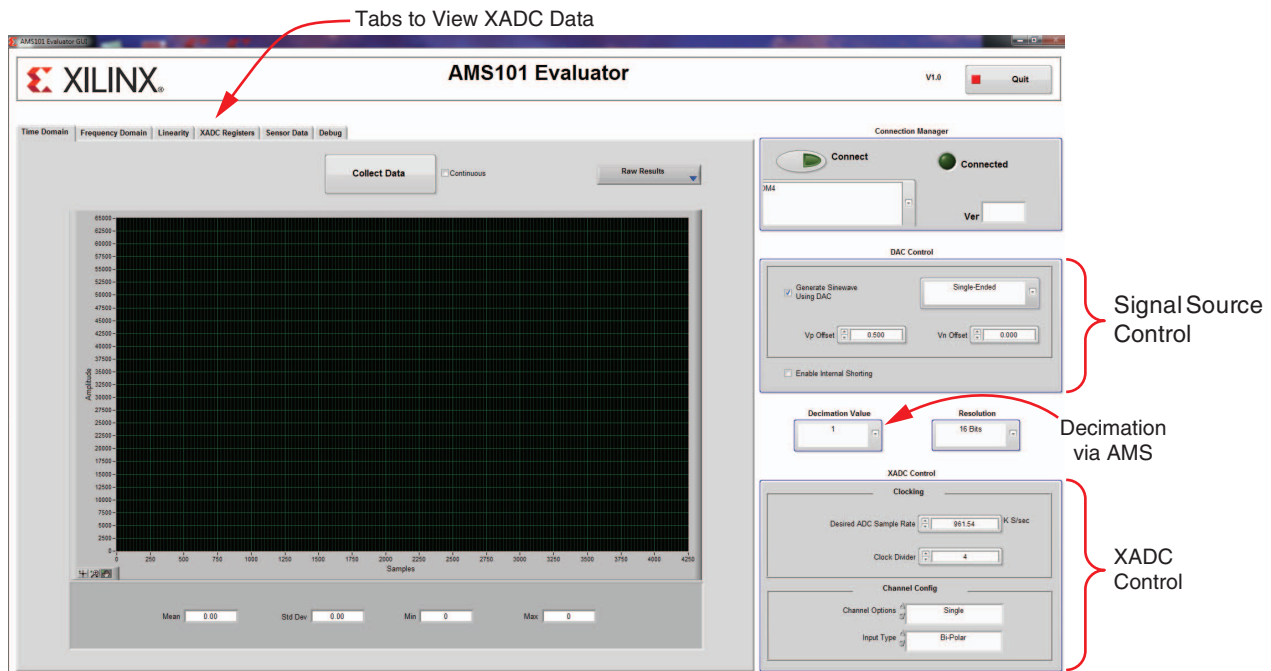 Tabs to View XADC Data
AMS101 Evaluator GUI
XILINX®
AMS101 Evaluator
V1.0
Quit
Time Domain
Frequency Domain
Linearity
XADC Registers
Sensor Data
Debug
Collect Data
Continuous
Raw Results
Amplitude
65000
62500
60000
57500
55000
52500
50000
47500
45000
42500
40000
37500
35000
32500
30000
27500
25000
22500
20000
17500
15000
12500
10000
7500
5000
2500
0
0 250 500 750 1000 1250 1500 1750 2000 2250 2500 2750 3000 3250 3500 3750 4000 4250
Samples
Mean 0.00 Std Dev 0.00 Min 0 Max 0
Connection Manager
Connect
Connected
OM4
Ver
DAC Control
Generate Sinewave
Using DAC
Single-Ended
Vp Offset 0.500 Vn Offset 0.000
Enable Internal Shorting
Signal Source
Control
Decimation Value
1
Resolution
16 Bits
Decimation
via AMS
XADC Control
Clocking
Desired ADC Sample Rate 961.54 K S/sec
Clock Divider 4
Channel Config
Channel Options Single
Input Type Bi-Polar
XADC
Control